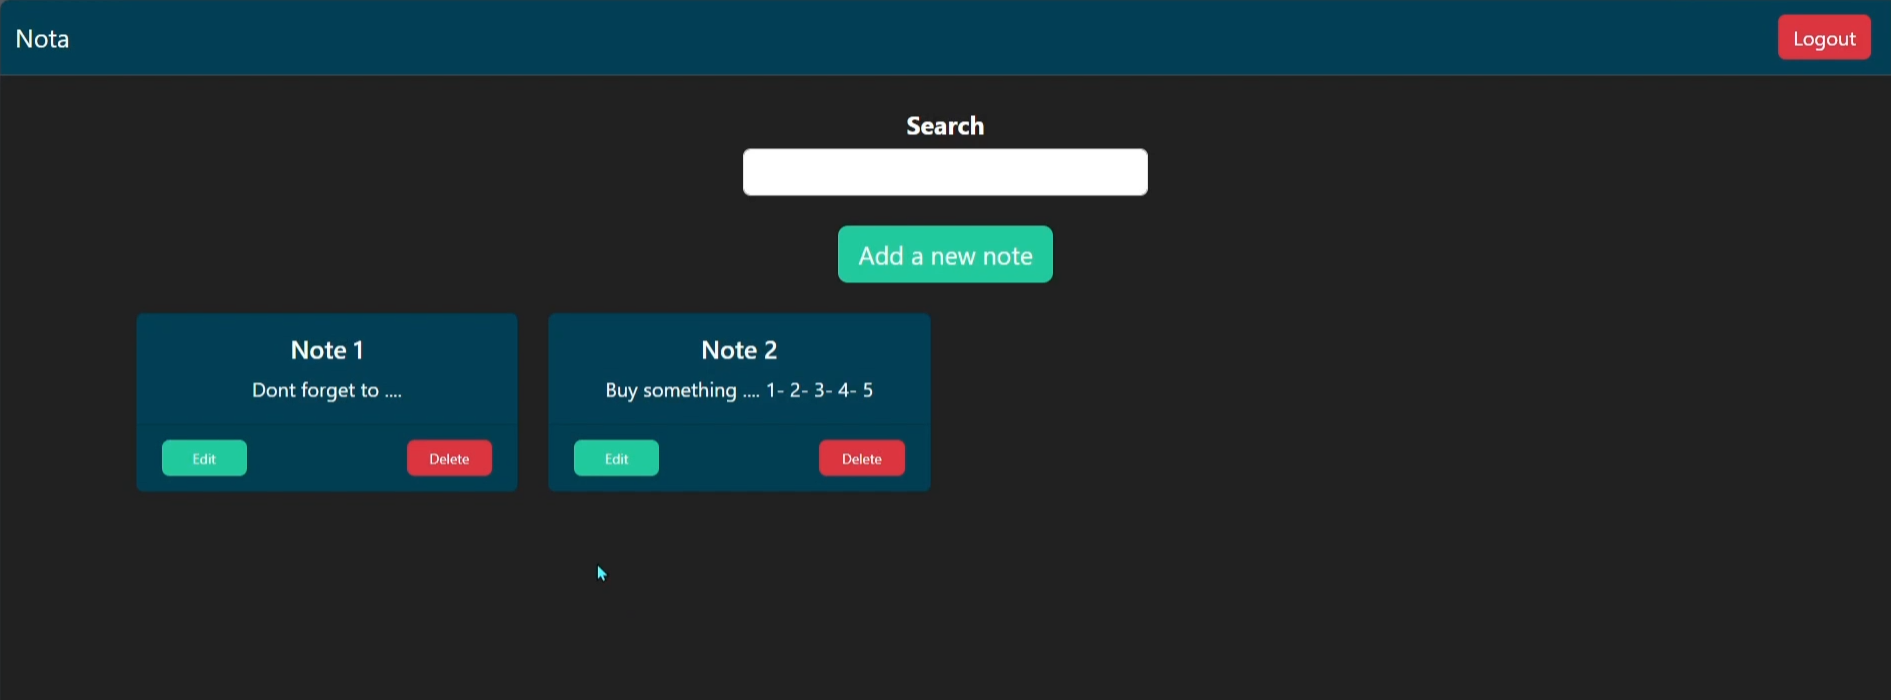 Nota
Logout
Search
Add a new note
Note 1
Dont forget to ....
Edit
Delete
Note 2
Buy something .... 1- 2- 3- 4- 5
Edit
Delete